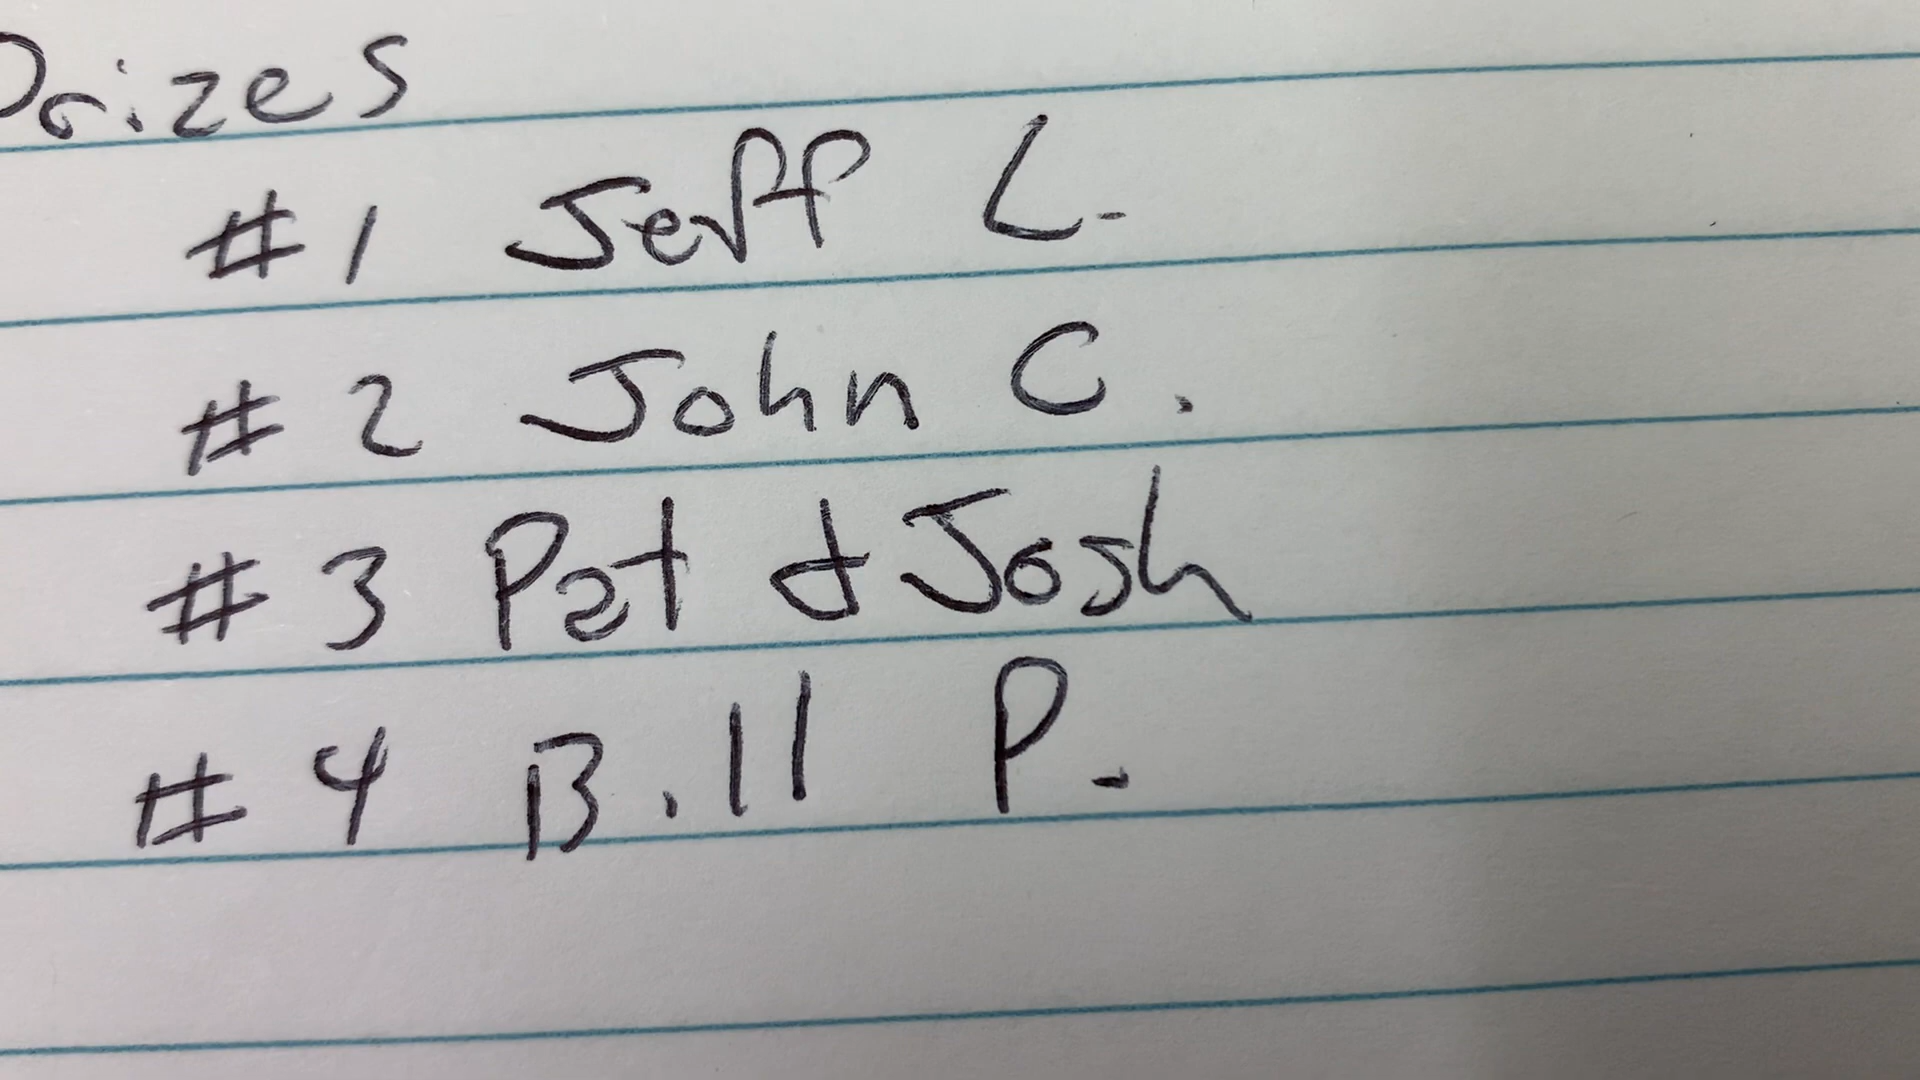 Prizes
#1 Jeff L.
#2 John C.
#3 Pat & Josh
#4 Bill P.